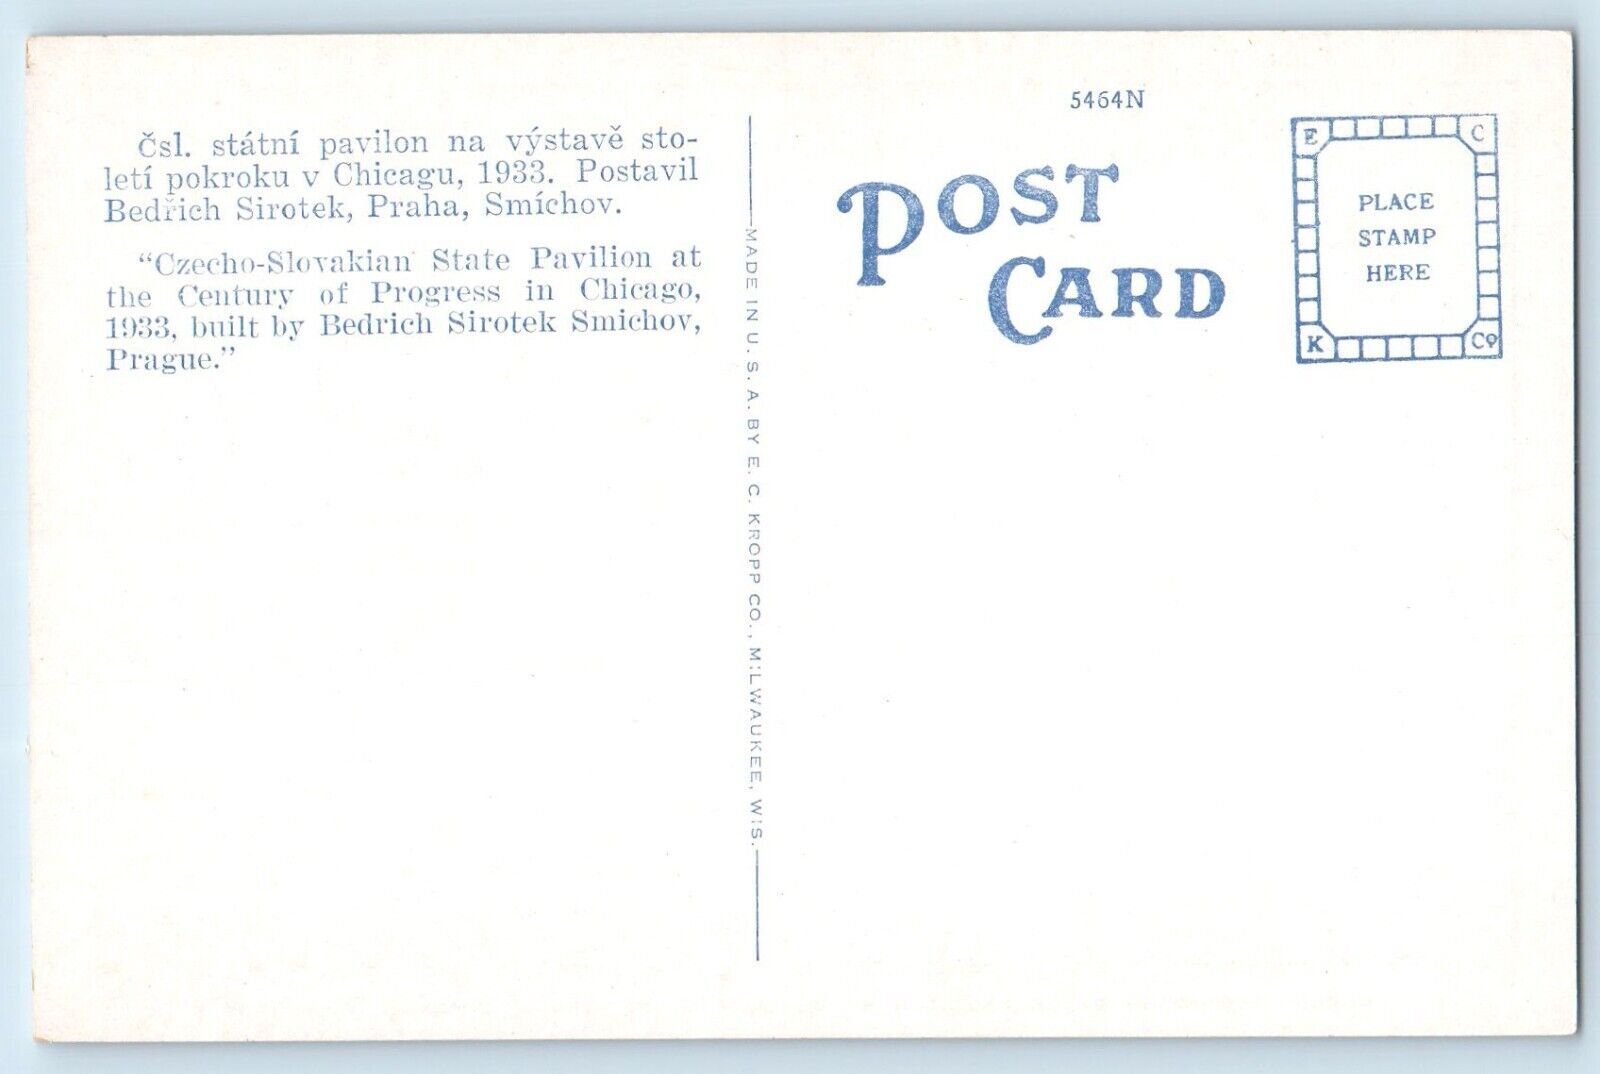 Čsl. státní pavilon na výstavě sto-
letí pokroku v Chicagu, 1933. Postavil
Bedřich Sirotek, Praha, Smíchov.
“Czecho-Slovakian State Pavilion at
the Century of Progress in Chicago,
1933, built by Bedrich Sirotek Smichov,
Prague.”
MADE IN U. S. A. BY E. C. KROPP CO., MILWAUKEE, WIS.
5464N
POST
CARD
E C
PLACE
STAMP
HERE
K Co